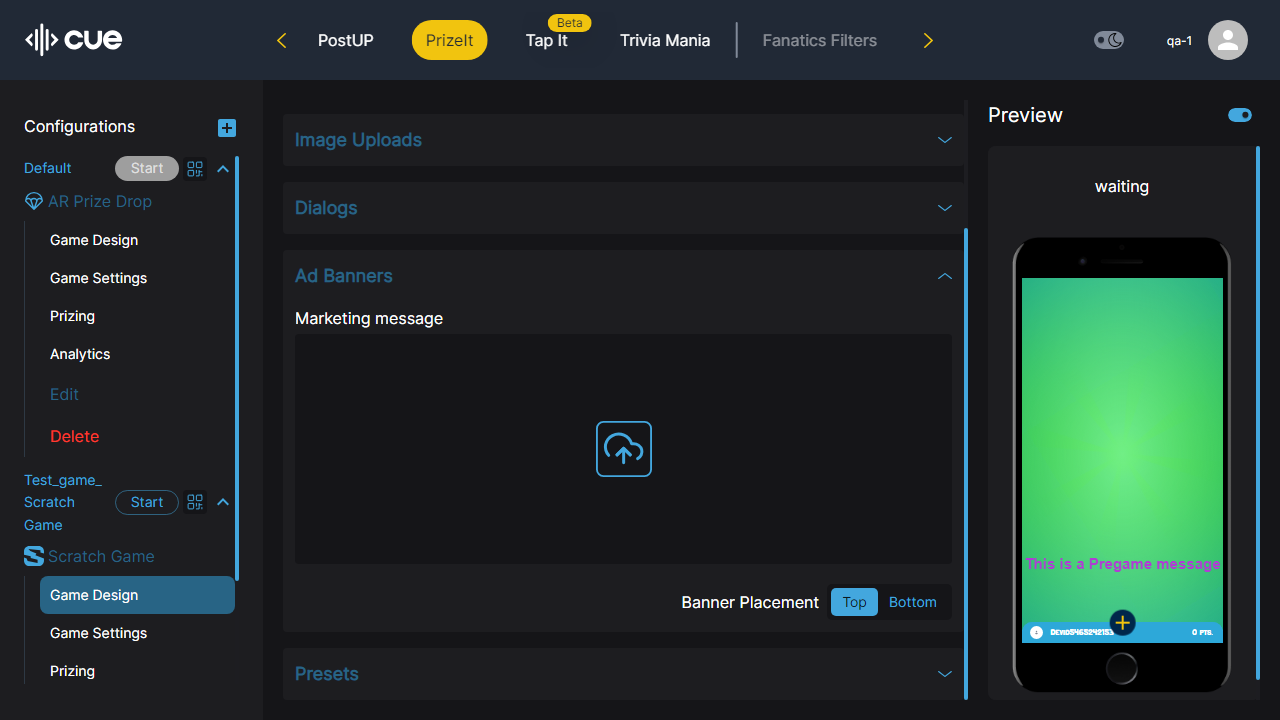 cue
PostUP
PrizeIt
Beta
Tap It
Trivia Mania
Fanatics Filters
qa-1
Configurations
Default
Start
AR Prize Drop
Game Design
Game Settings
Prizing
Analytics
Edit
Delete
Test_game_
Scratch
Game
Start
Scratch Game
Game Design
Game Settings
Prizing
Image Uploads
Dialogs
Ad Banners
Marketing message
Banner Placement
Top
Bottom
Presets
Preview
waiting
This is a Pregame message
0 PTS.